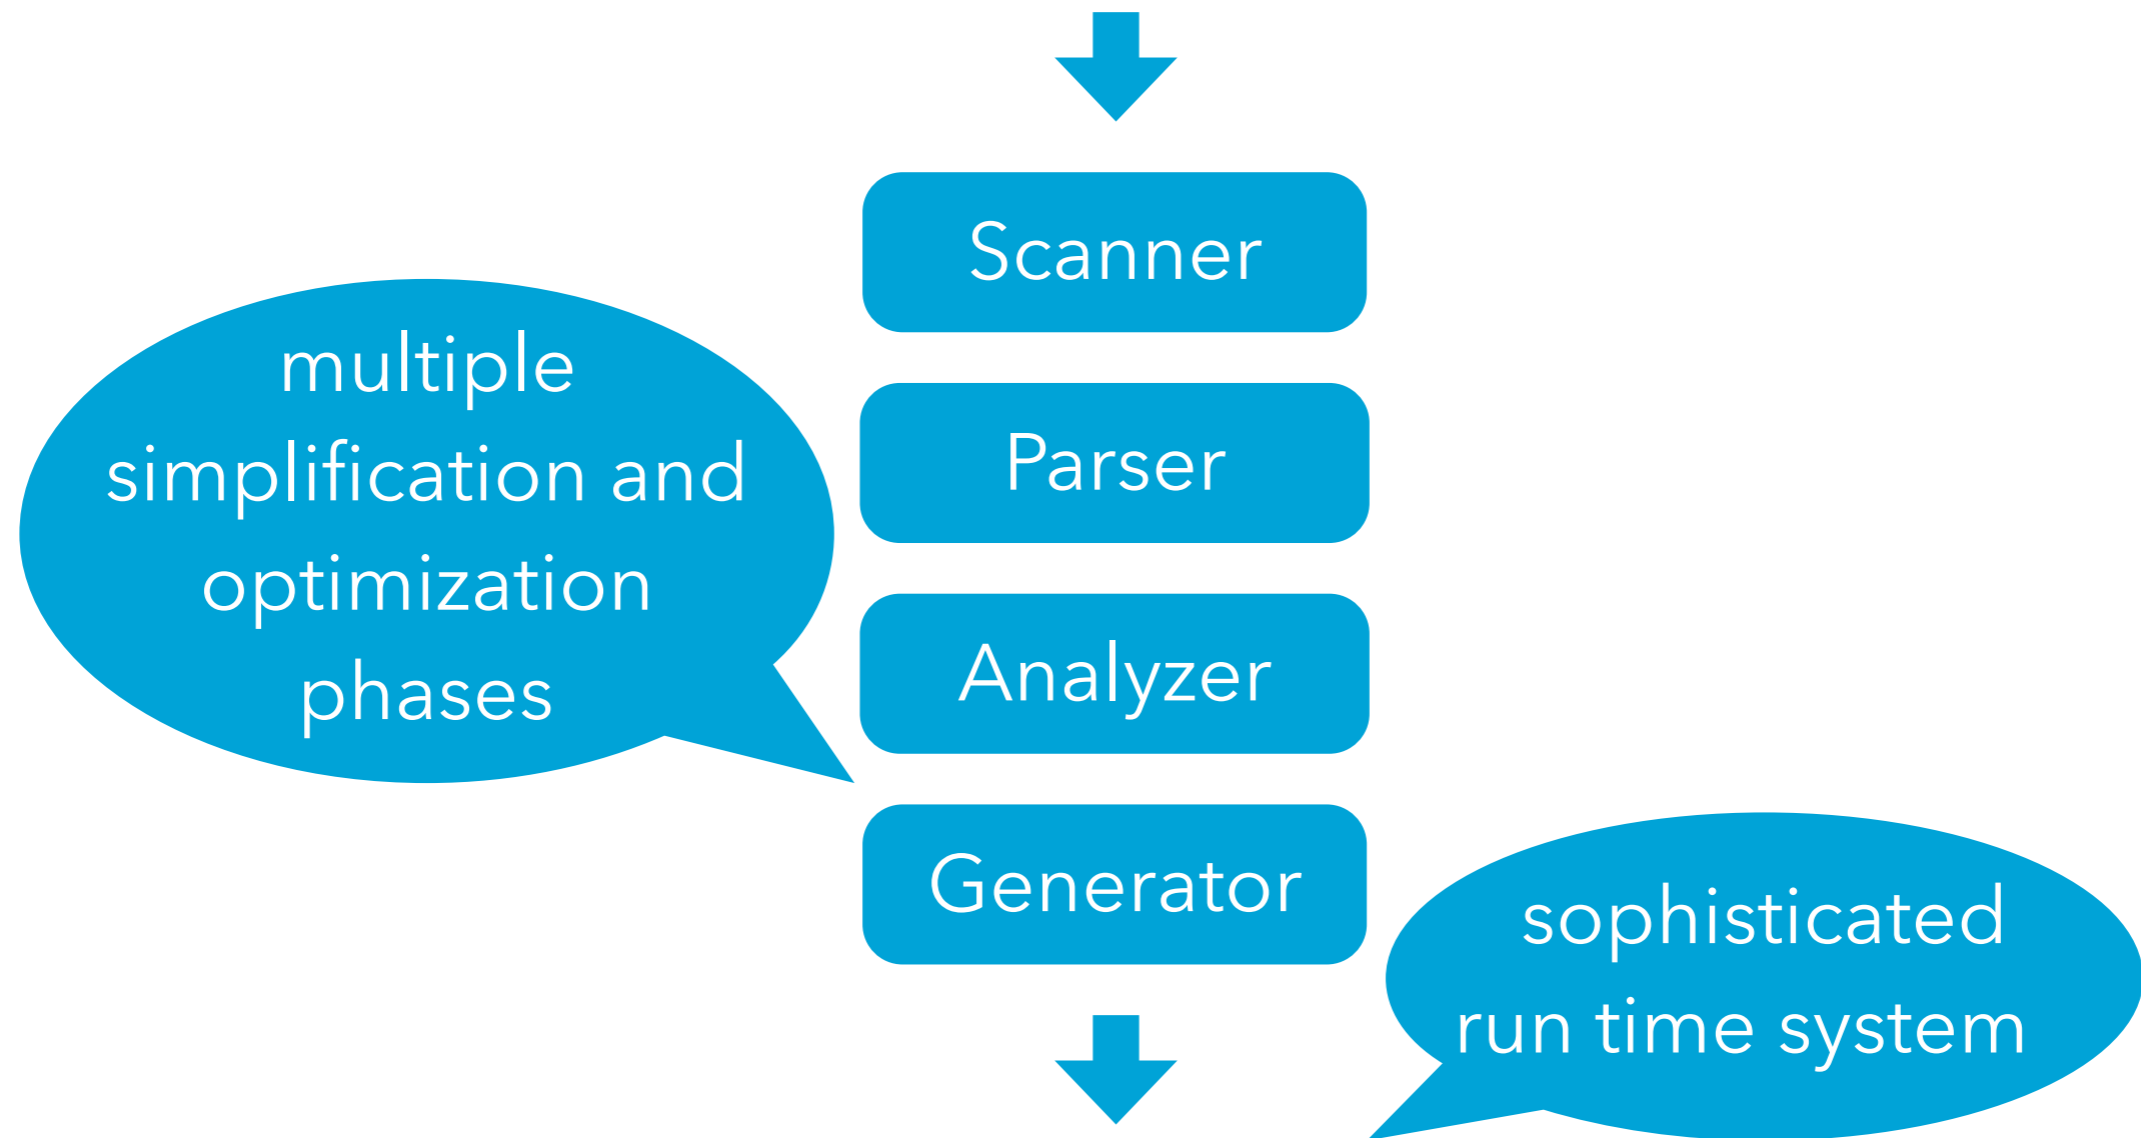 Scanner
multiple
simplification and
optimization
phases
Parser
Analyzer
Generator
sophisticated
run time system